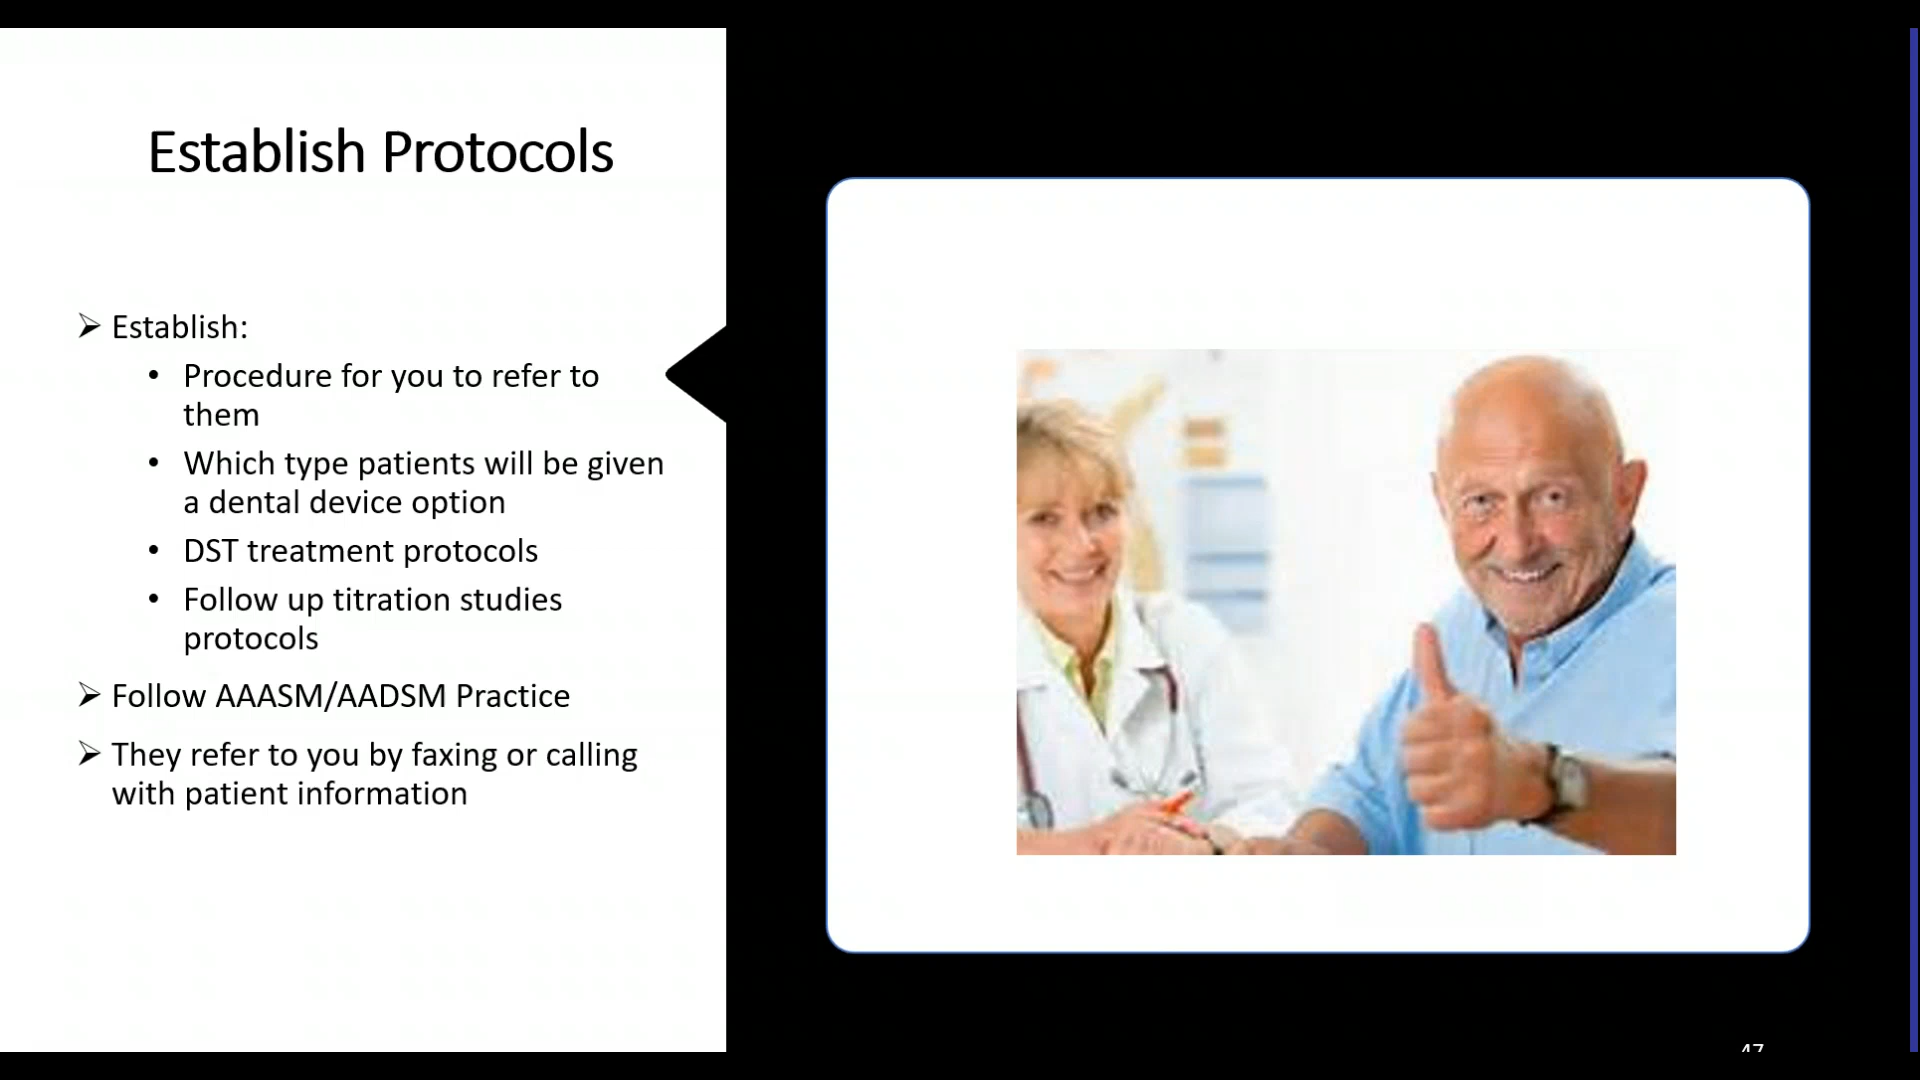 Establish Protocols
➢ Establish:
• Procedure for you to refer to
them
• Which type patients will be given
a dental device option
• DST treatment protocols
• Follow up titration studies
protocols
➢ Follow AAASM/AADSM Practice
➢ They refer to you by faxing or calling
with patient information
47